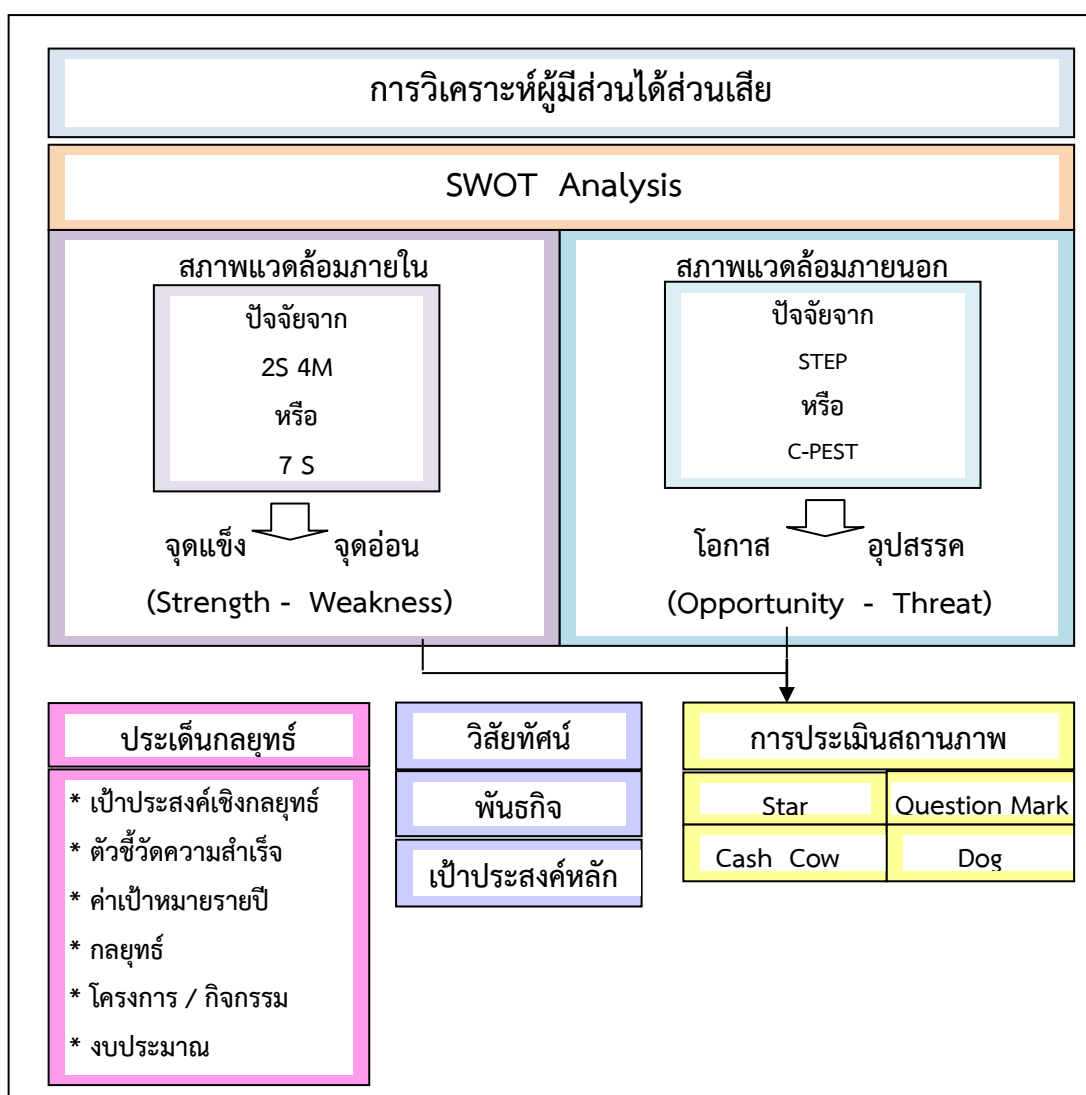 การวิเคราะห์ผู้มีส่วนได้ส่วนเสีย
SWOT Analysis
สภาพแวดล้อมภายใน
ปัจจัยจาก
2S 4M
หรือ
7 S
จุดแข็ง จุดอ่อน
(Strength - Weakness)
สภาพแวดล้อมภายนอก
ปัจจัยจาก
STEP
หรือ
C-PEST
โอกาส อุปสรรค
(Opportunity - Threat)
ประเด็นกลยุทธ์
* เป้าประสงค์เชิงกลยุทธ์
* ตัวชี้วัดความสำเร็จ
* ค่าเป้าหมายรายปี
* กลยุทธ์
* โครงการ / กิจกรรม
* งบประมาณ
วิสัยทัศน์
พันธกิจ
เป้าประสงค์หลัก
การประเมินสถานภาพ
Star
Question Mark
Cash Cow
Dog